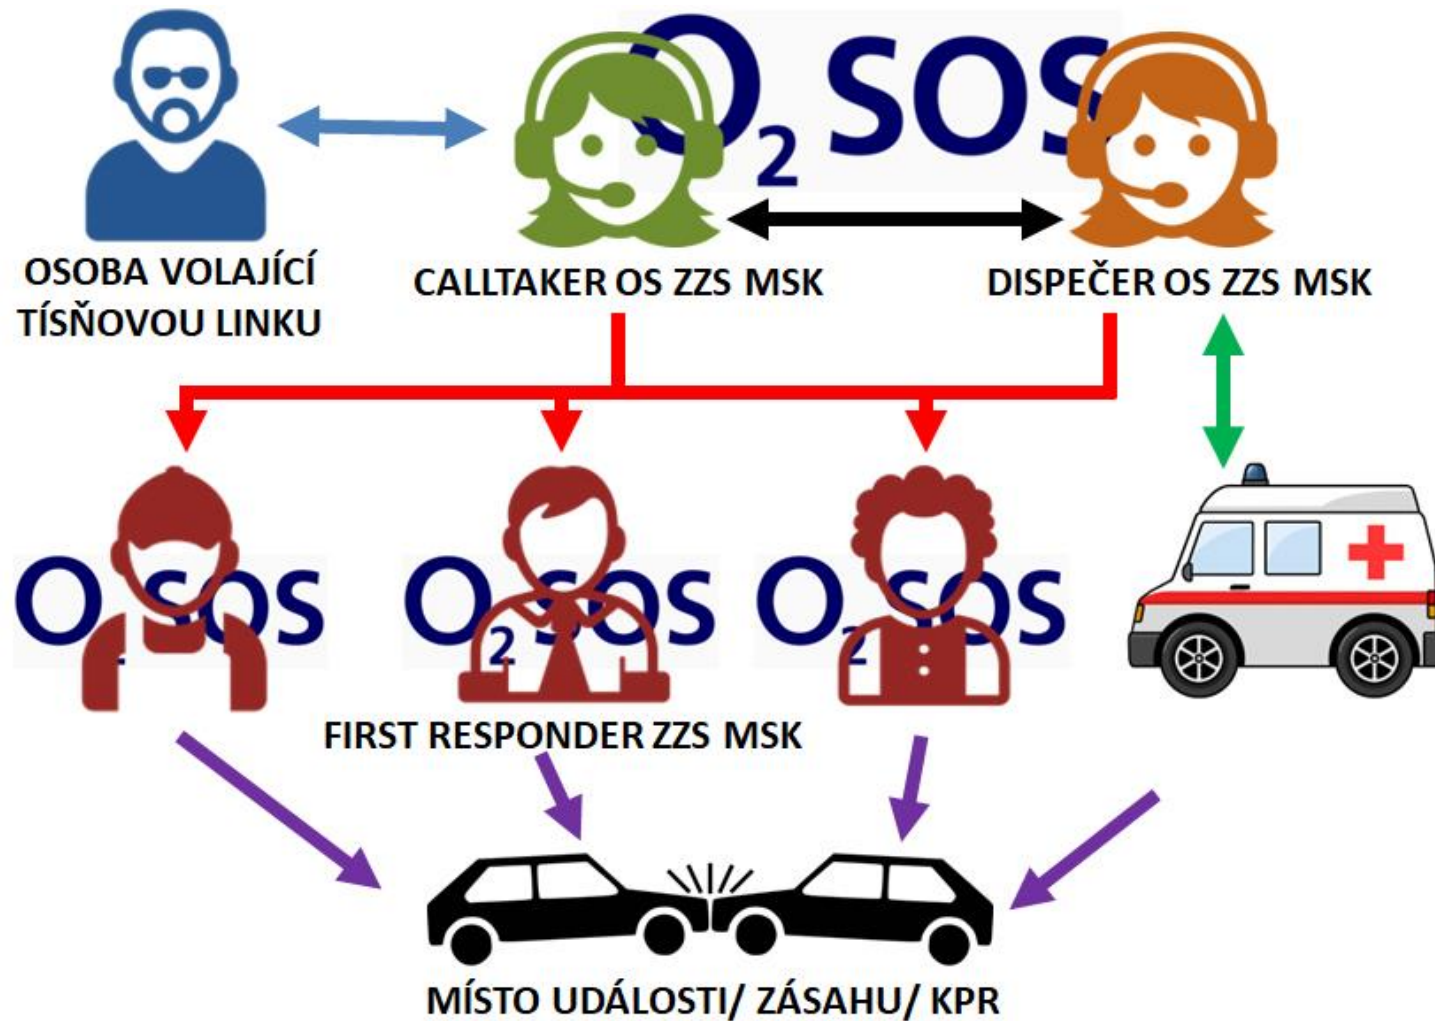 O2 SOS
OSOBA VOLAJÍCÍ
TÍSŇOVOU LINKU
CALLTAKER OS ZZS MSK
DISPEČER OS ZZS MSK
O2 SOS
O2 SOS
O2 SOS
FIRST RESPONDER ZZS MSK
MÍSTO UDÁLOSTI/ ZÁSAHU/ KPR